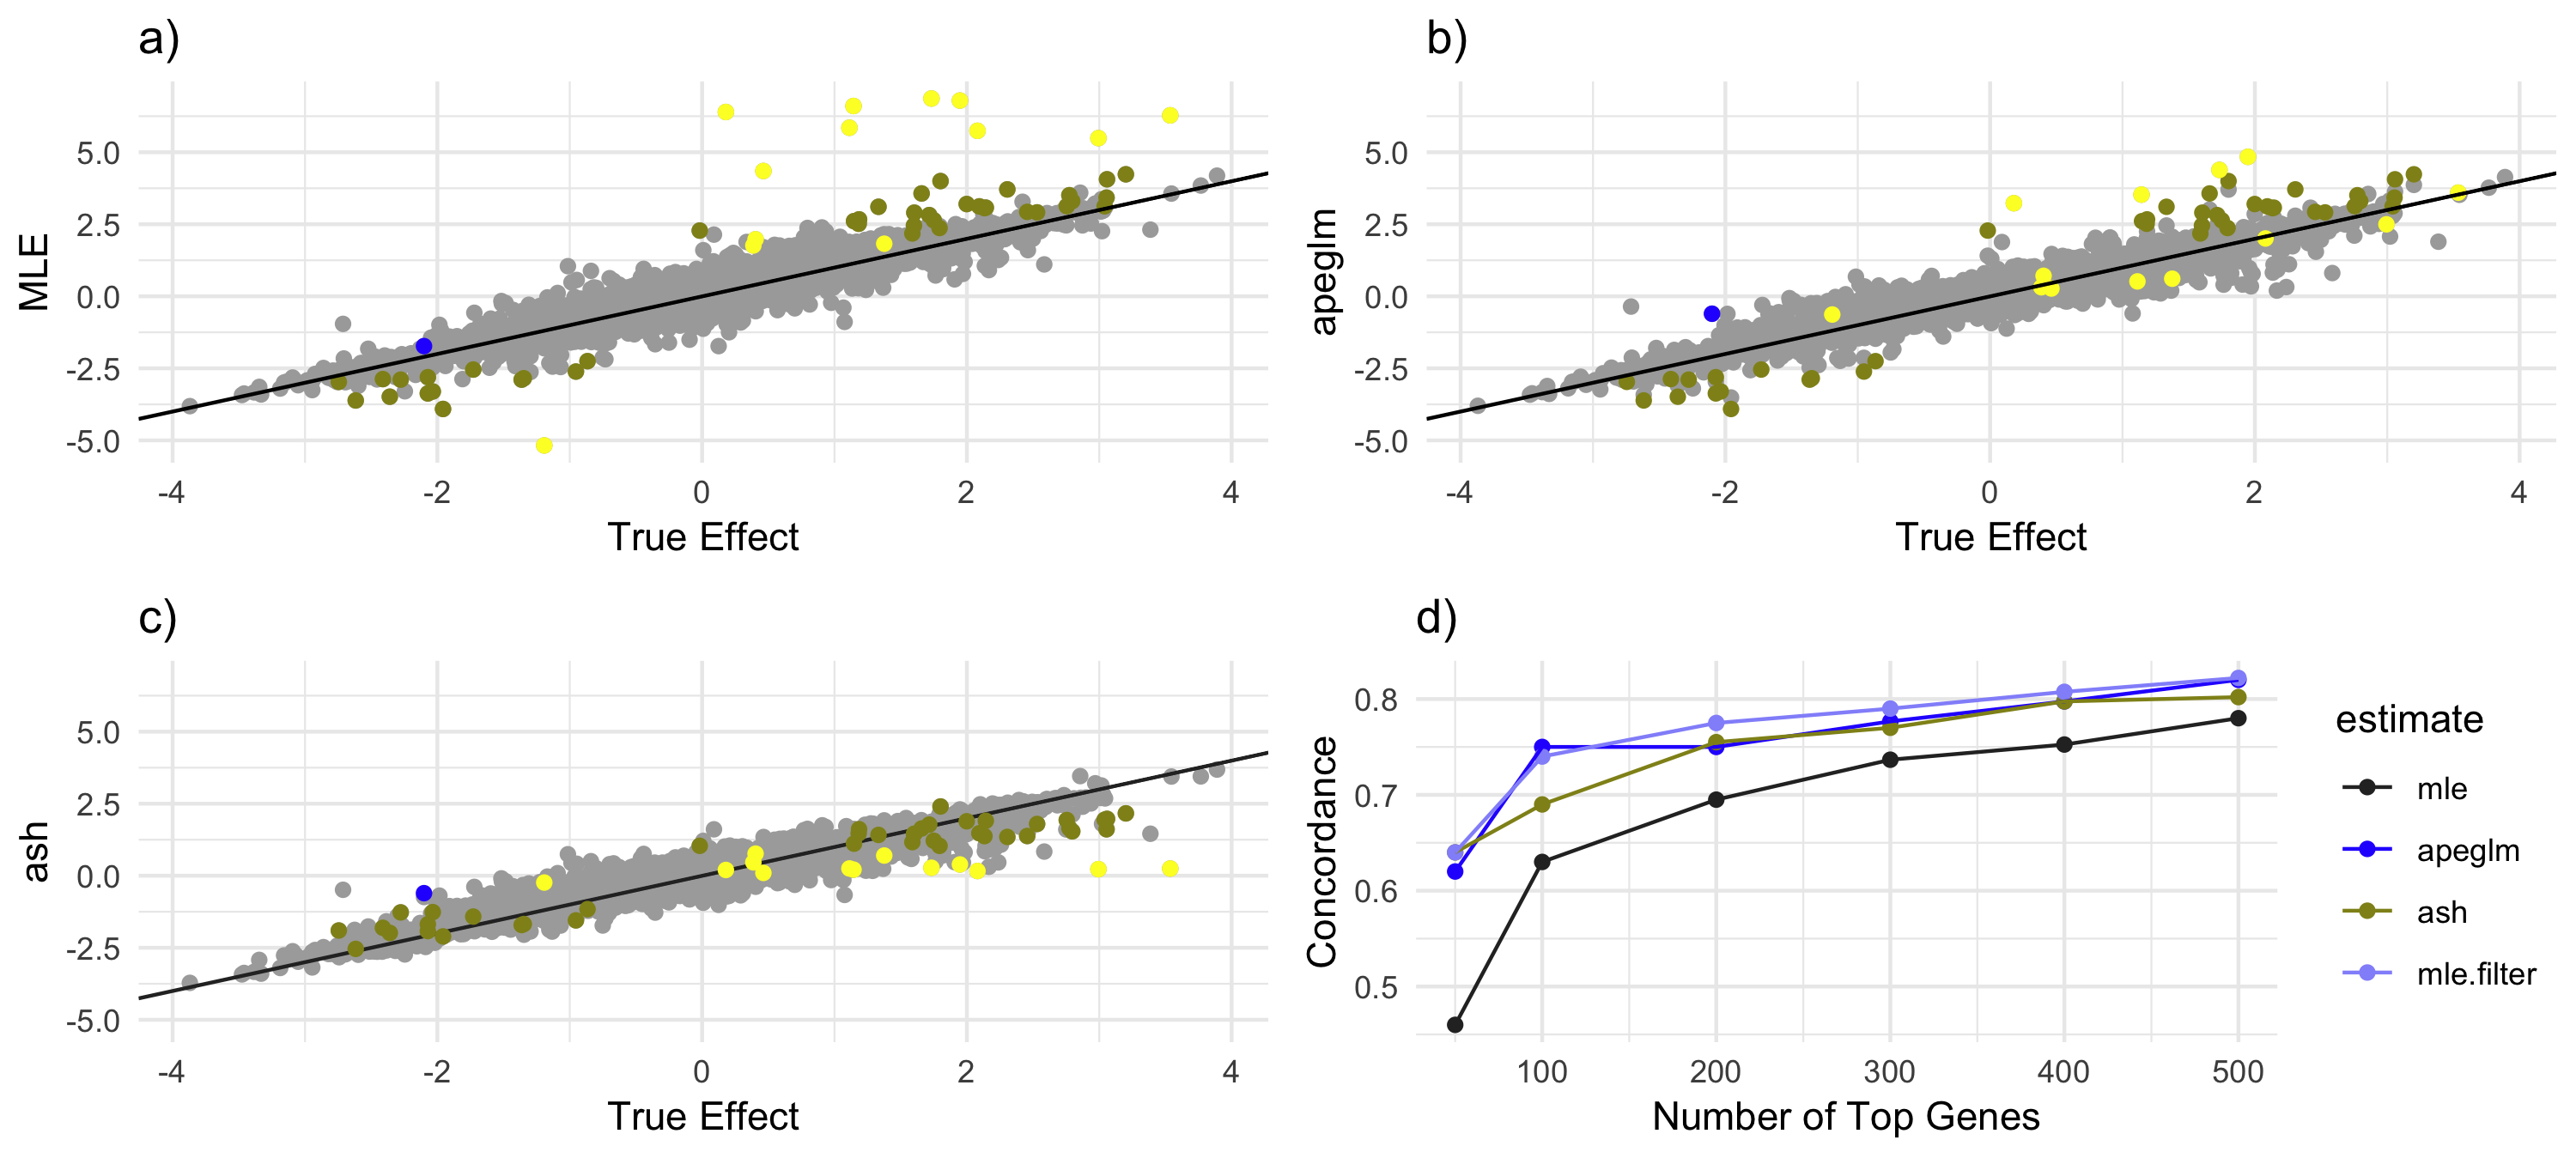 a)
MLE
5.0
2.5
0.0
-2.5
-5.0
-4 -2 0 2 4
True Effect
b)
apeglm
5.0
2.5
0.0
-2.5
-5.0
-4 -2 0 2 4
True Effect
c)
ash
5.0
2.5
0.0
-2.5
-5.0
-4 -2 0 2 4
True Effect
d)
Concordance
0.8
0.7
0.6
0.5
100 200 300 400 500
Number of Top Genes
estimate
mle
apeglm
ash
mle.filter